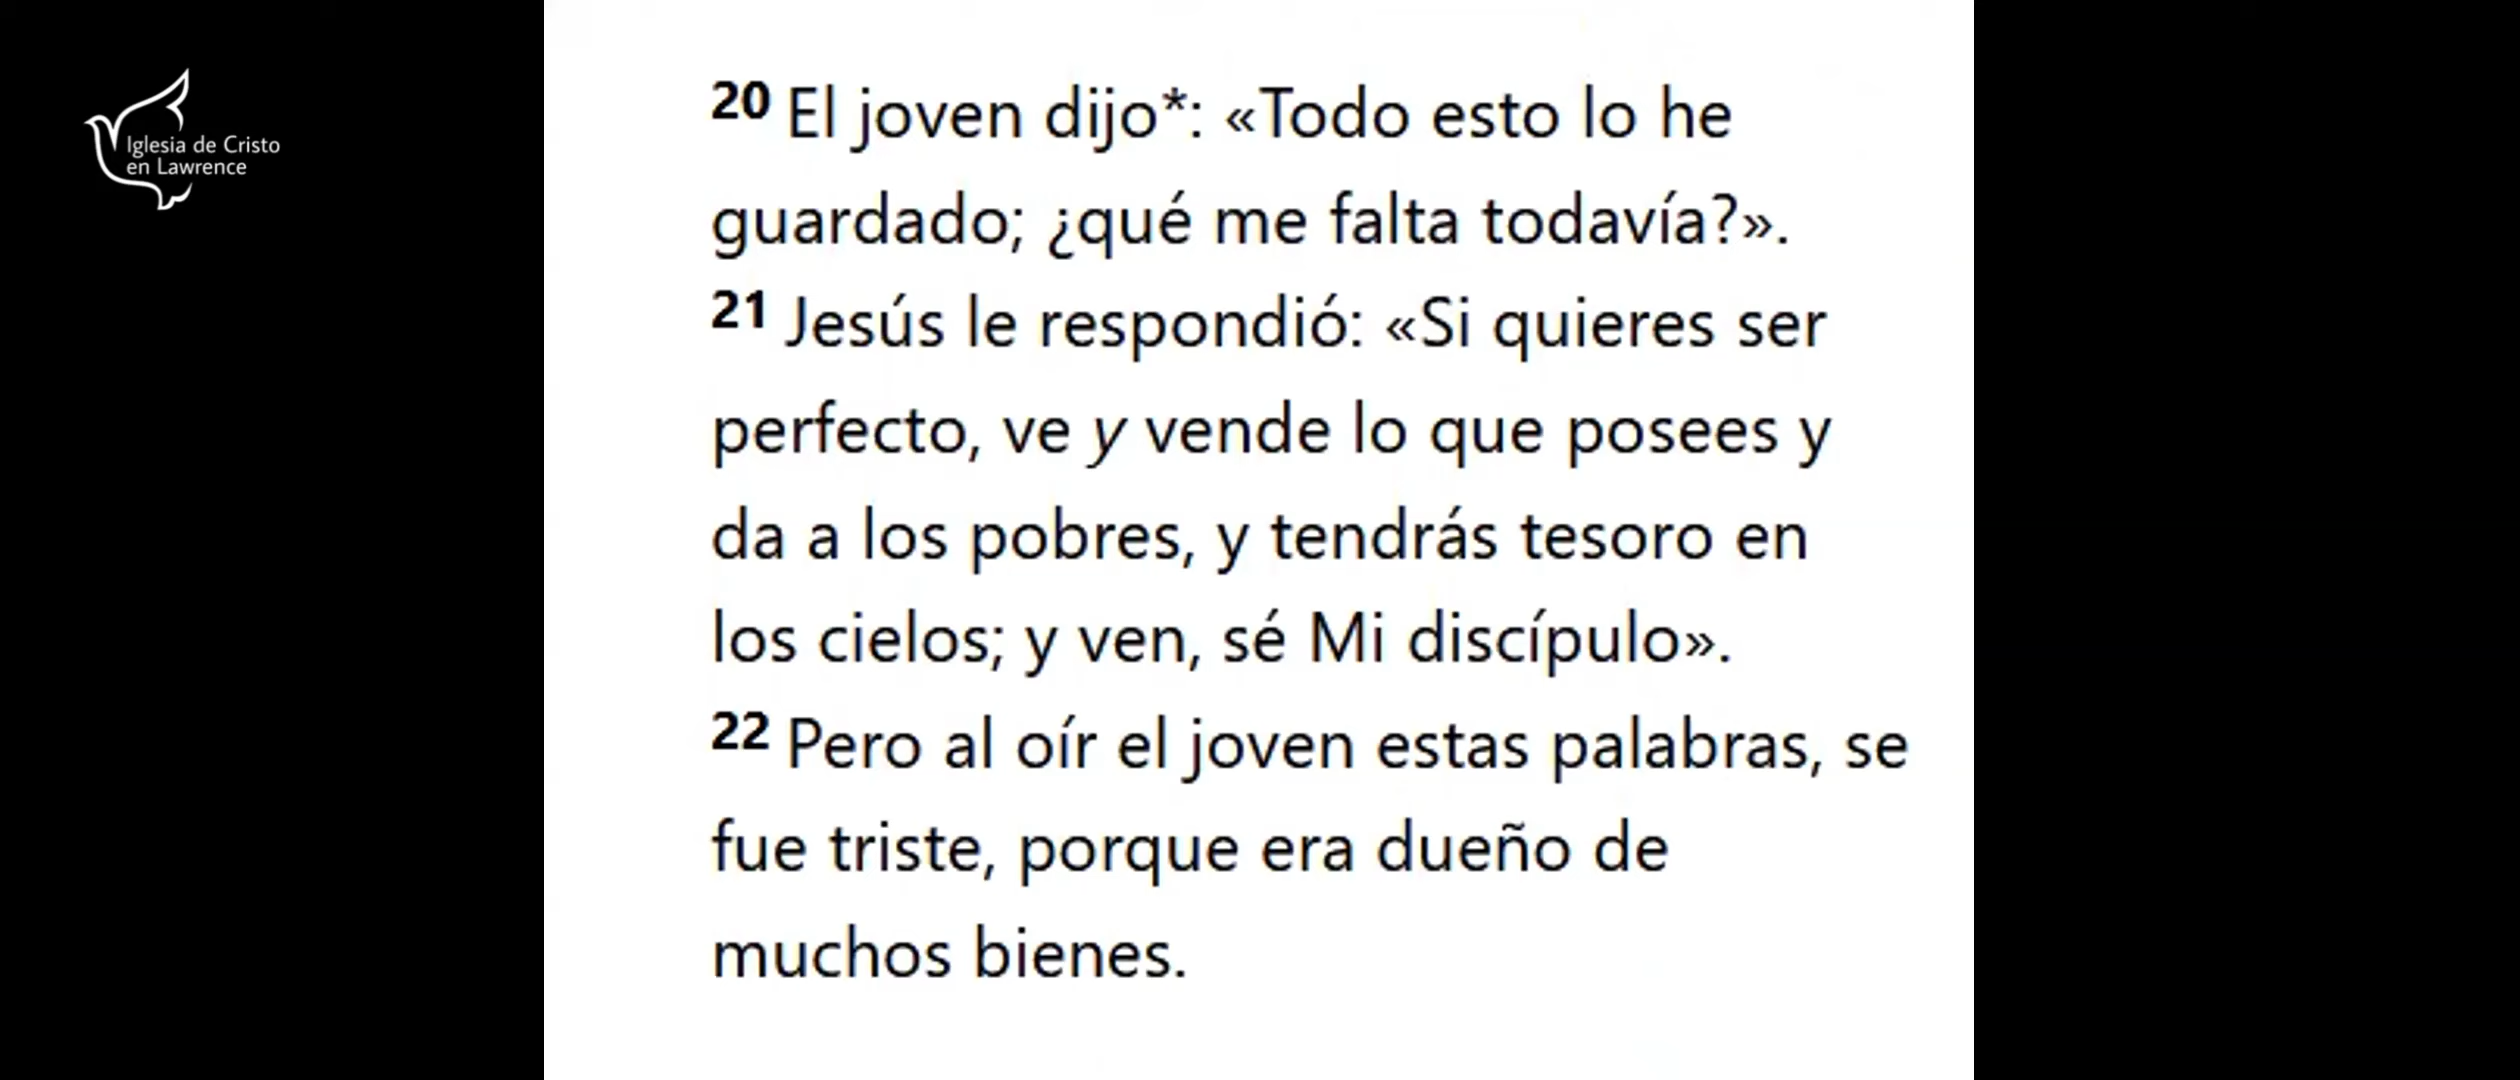 Iglesia de Cristo
en Lawrence
20 El joven dijo*: «Todo esto lo he
guardado; ¿qué me falta todavía?».
21 Jesús le respondió: «Si quieres ser
perfecto, ve y vende lo que posees y
da a los pobres, y tendrás tesoro en
los cielos; y ven, sé Mi discípulo».
22 Pero al oír el joven estas palabras, se
fue triste, porque era dueño de
muchos bienes.